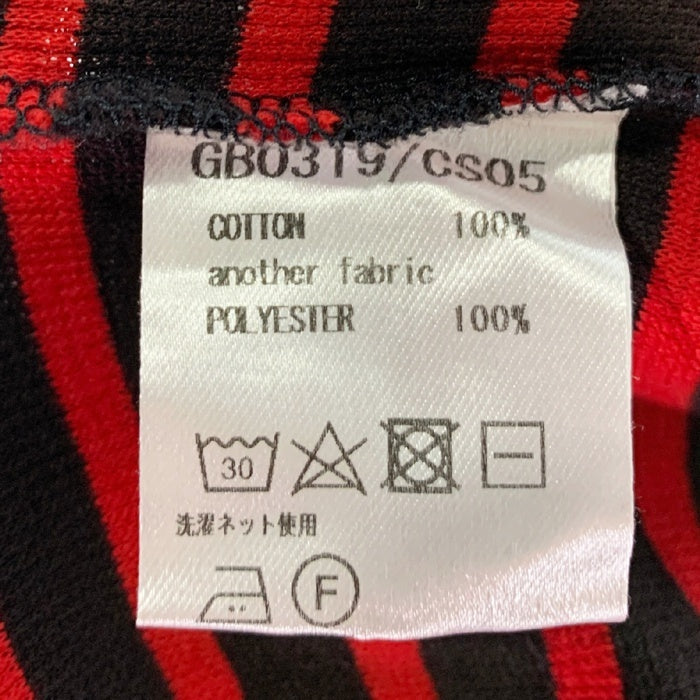 GB0319/CS05
COTTON 100%
another fabric
POLYESTER 100%
30
洗濯ネット使用
F